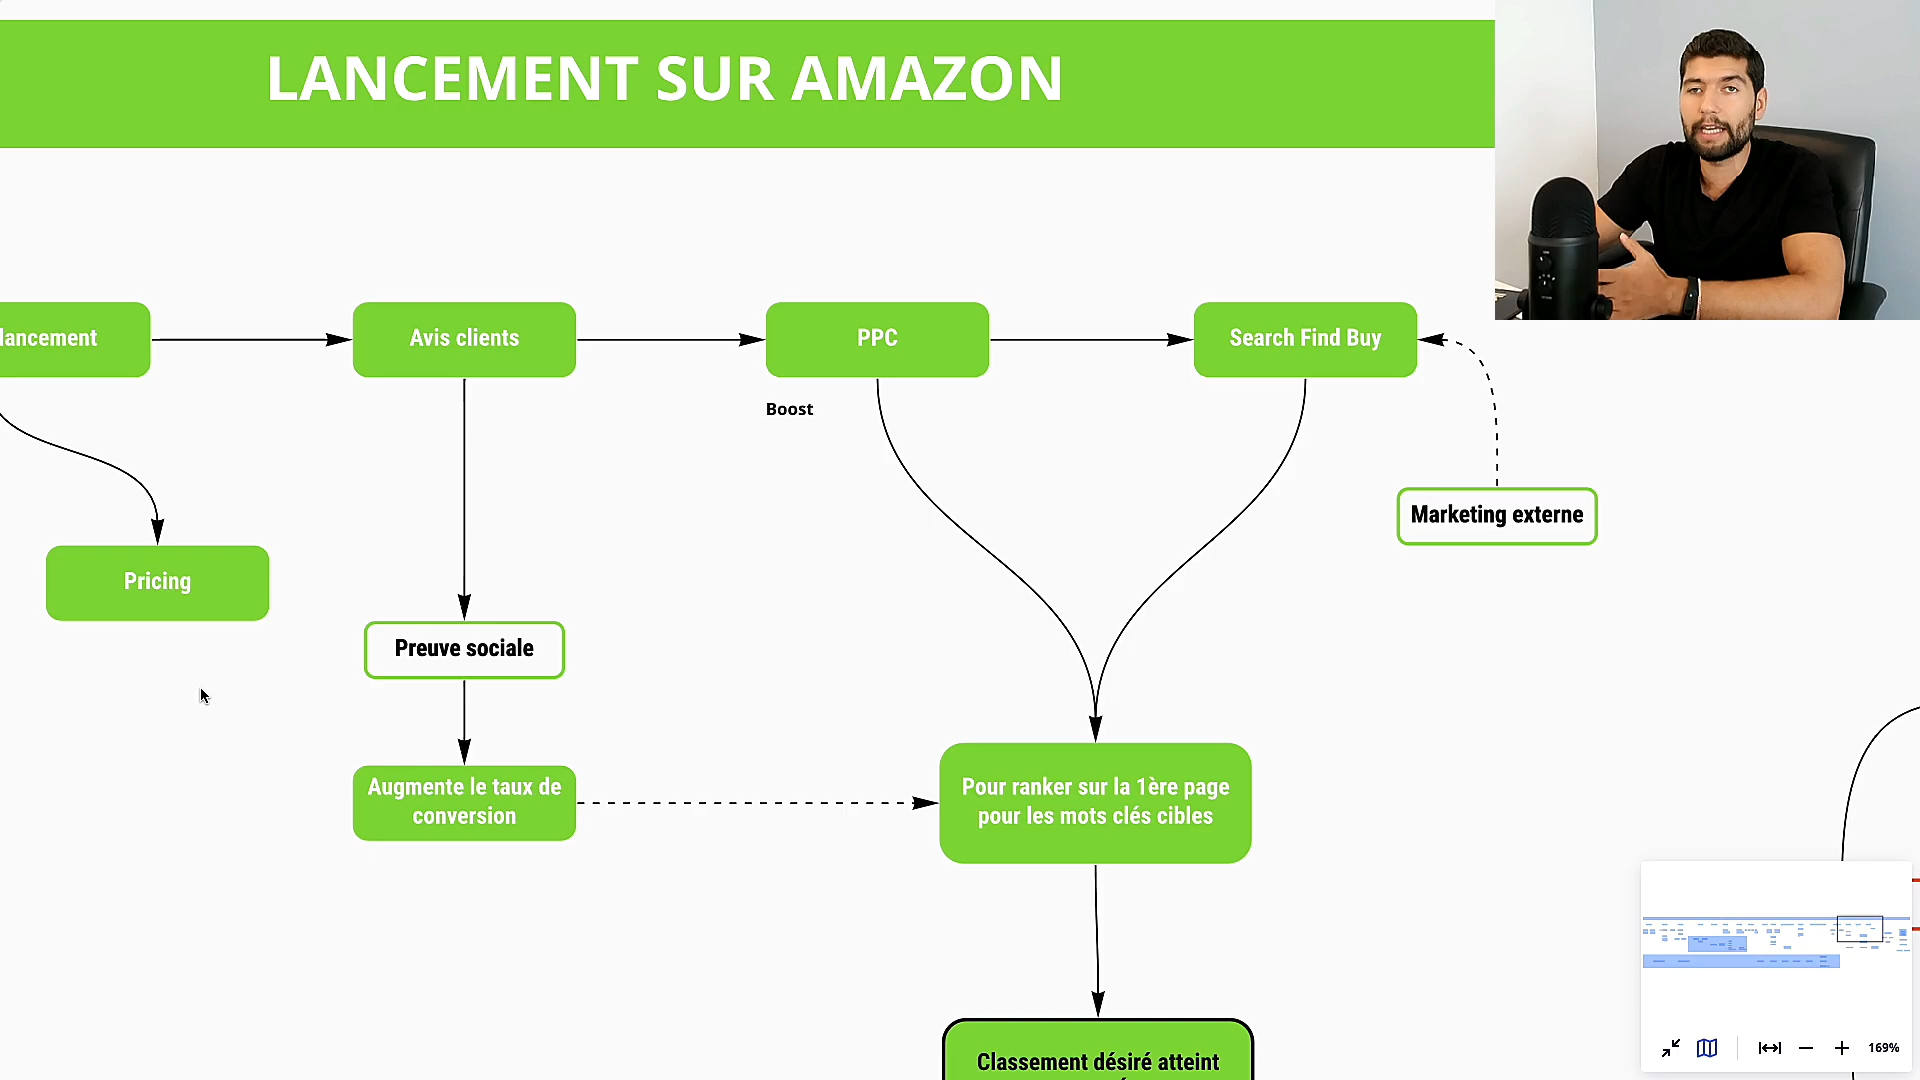 LANCEMENT SUR AMAZON
lancement
Avis clients
PPC
Search Find Buy
Boost
Marketing externe
Pricing
Preuve sociale
Augmente le taux de
conversion
Pour ranker sur la 1ère page
pour les mots clés cibles
Classement désiré atteint
169%